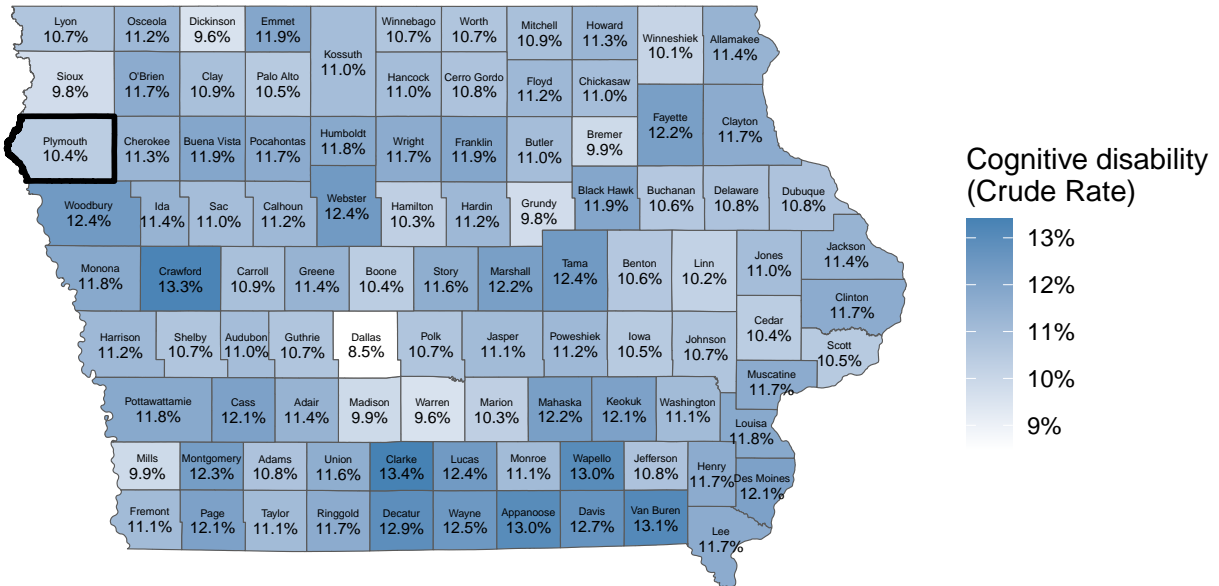 Lyon
10.7%
Osceola
11.2%
Dickinson
9.6%
Emmet
11.9%
Kossuth
11.0%
Winnebago
10.7%
Worth
10.7%
Mitchell
10.9%
Howard
11.3%
Winneshiek
10.1%
Allamakee
11.4%
Sioux
9.8%
O'Brien
11.7%
Clay
10.9%
Palo Alto
10.5%
Hancock
11.0%
Cerro Gordo
10.8%
Floyd
11.2%
Chickasaw
11.0%
Fayette
12.2%
Clayton
11.7%
Plymouth
10.4%
Cherokee
11.3%
Buena Vista
11.9%
Pocahontas
11.7%
Humboldt
11.8%
Wright
11.7%
Franklin
11.9%
Butler
11.0%
Bremer
9.9%
Woodbury
12.4%
Ida
11.4%
Sac
11.0%
Calhoun
11.2%
Webster
12.4%
Hamilton
10.3%
Hardin
11.2%
Grundy
9.8%
Black Hawk
11.9%
Buchanan
10.6%
Delaware
10.8%
Dubuque
10.8%
Monona
11.8%
Crawford
13.3%
Carroll
10.9%
Greene
11.4%
Boone
10.4%
Story
11.6%
Marshall
12.2%
Tama
12.4%
Benton
10.6%
Linn
10.2%
Jones
11.0%
Jackson
11.4%
Clinton
11.7%
Harrison
11.2%
Shelby
10.7%
Audubon
11.0%
Guthrie
10.7%
Dallas
8.5%
Polk
10.7%
Jasper
11.1%
Poweshiek
11.2%
Iowa
10.5%
Johnson
10.7%
Cedar
10.4%
Scott
10.5%
Muscatine
11.7%
Pottawattamie
11.8%
Cass
12.1%
Adair
11.4%
Madison
9.9%
Warren
9.6%
Marion
10.3%
Mahaska
12.2%
Keokuk
12.1%
Washington
11.1%
Louisa
11.8%
Mills
9.9%
Montgomery
12.3%
Adams
10.8%
Union
11.6%
Clarke
13.4%
Lucas
12.4%
Monroe
11.1%
Wapello
13.0%
Jefferson
10.8%
Henry
11.7%
Des Moines
12.1%
Fremont
11.1%
Page
12.1%
Taylor
11.1%
Ringgold
11.7%
Decatur
12.9%
Wayne
12.5%
Appanoose
13.0%
Davis
12.7%
Van Buren
13.1%
Lee
11.7%
Cognitive disability
(Crude Rate)
13%
12%
11%
10%
9%